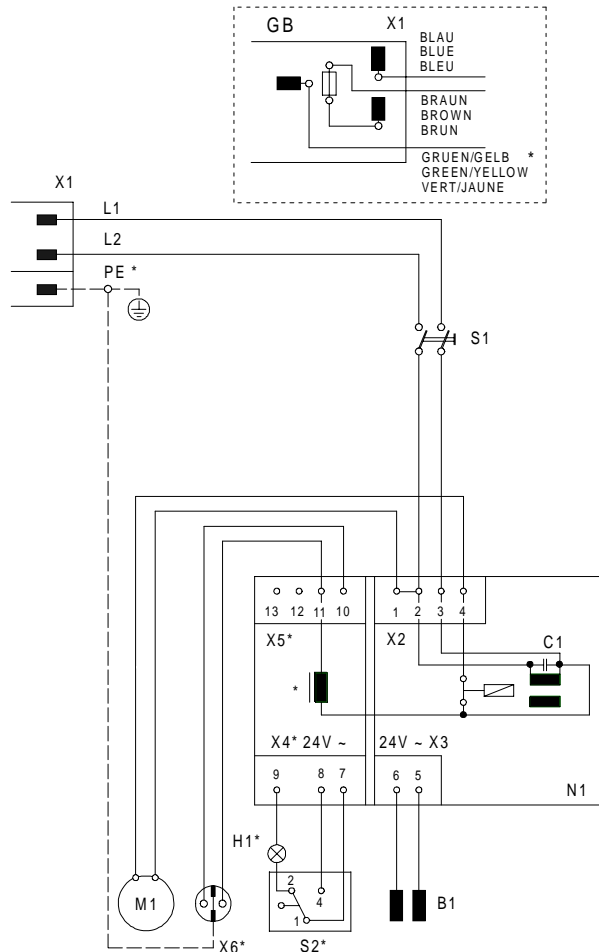 GB X1
BLAU
BLUE
BLEU
BRAUN
BROWN
BRUN
GRUEN/GELB *
GREEN/YELLOW
VERT/JAUNE
X1
L1
L2
PE *
S1
13 12 11 10 1 2 3 4
X5* X2 C1
*
X4* 24V ~ 24V ~ X3
9 8 7 6 5 N1
H1*
2
4
1
M1 B1
X6* S2*